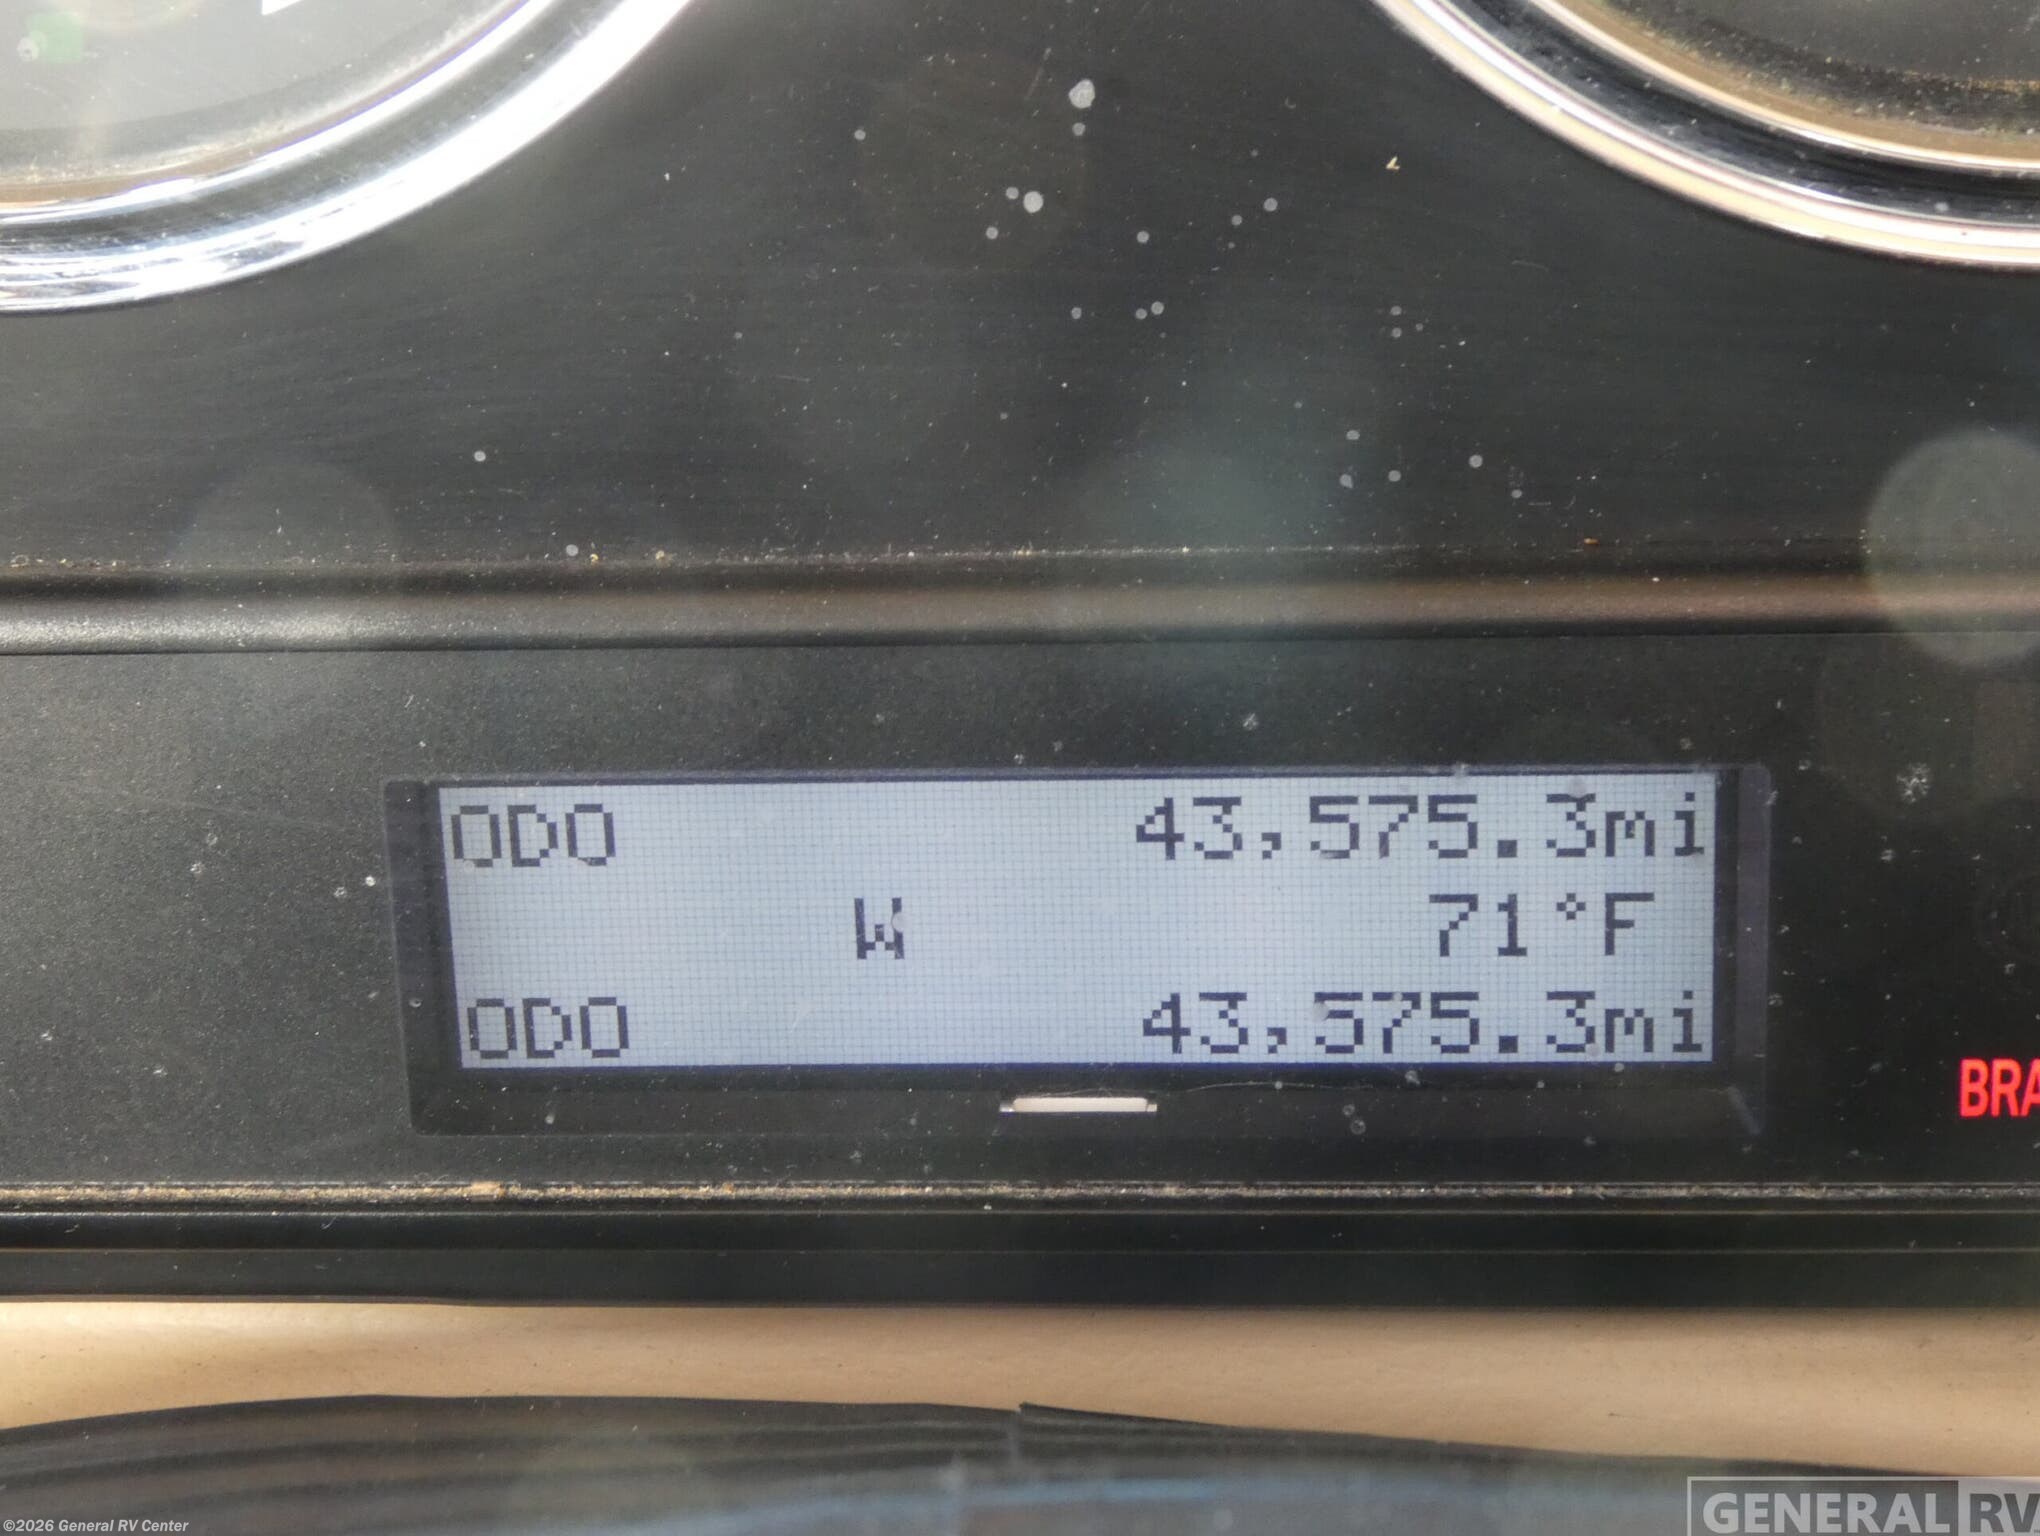 ODO 43,575.3mi
W 71°F
ODO 43,575.3mi
BRA
GENERAL RV
©2026 General RV Center